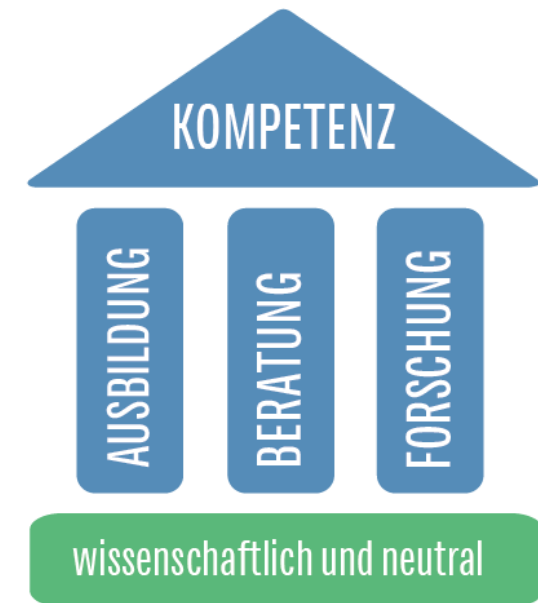 KOMPETENZ
AUSBILDUNG
BERATUNG
FORSCHUNG
wissenschaftlich und neutral